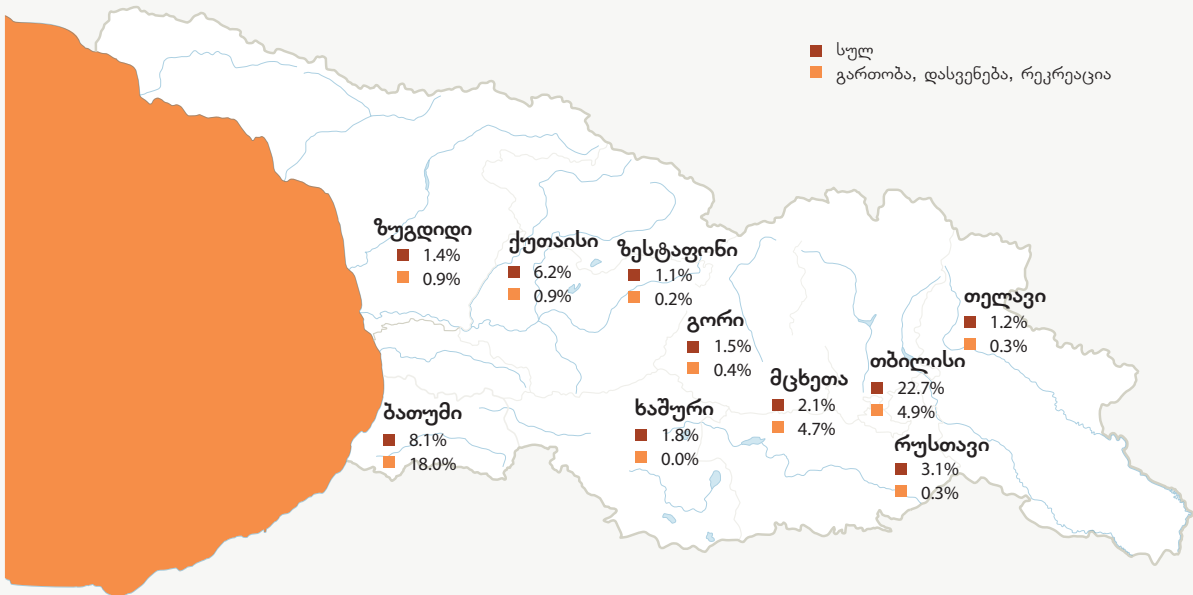 სულ
გართობა, დასვენება, რეკრეაცია
ზუგდიდი
1.4%
0.9%
ქუთაისი
6.2%
0.9%
ზესტაფონი
1.1%
0.2%
თელავი
1.2%
0.3%
გორი
1.5%
0.4%
თბილისი
22.7%
4.9%
მცხეთა
2.1%
4.7%
ბათუმი
8.1%
18.0%
ხაშური
1.8%
0.0%
რუსთავი
3.1%
0.3%